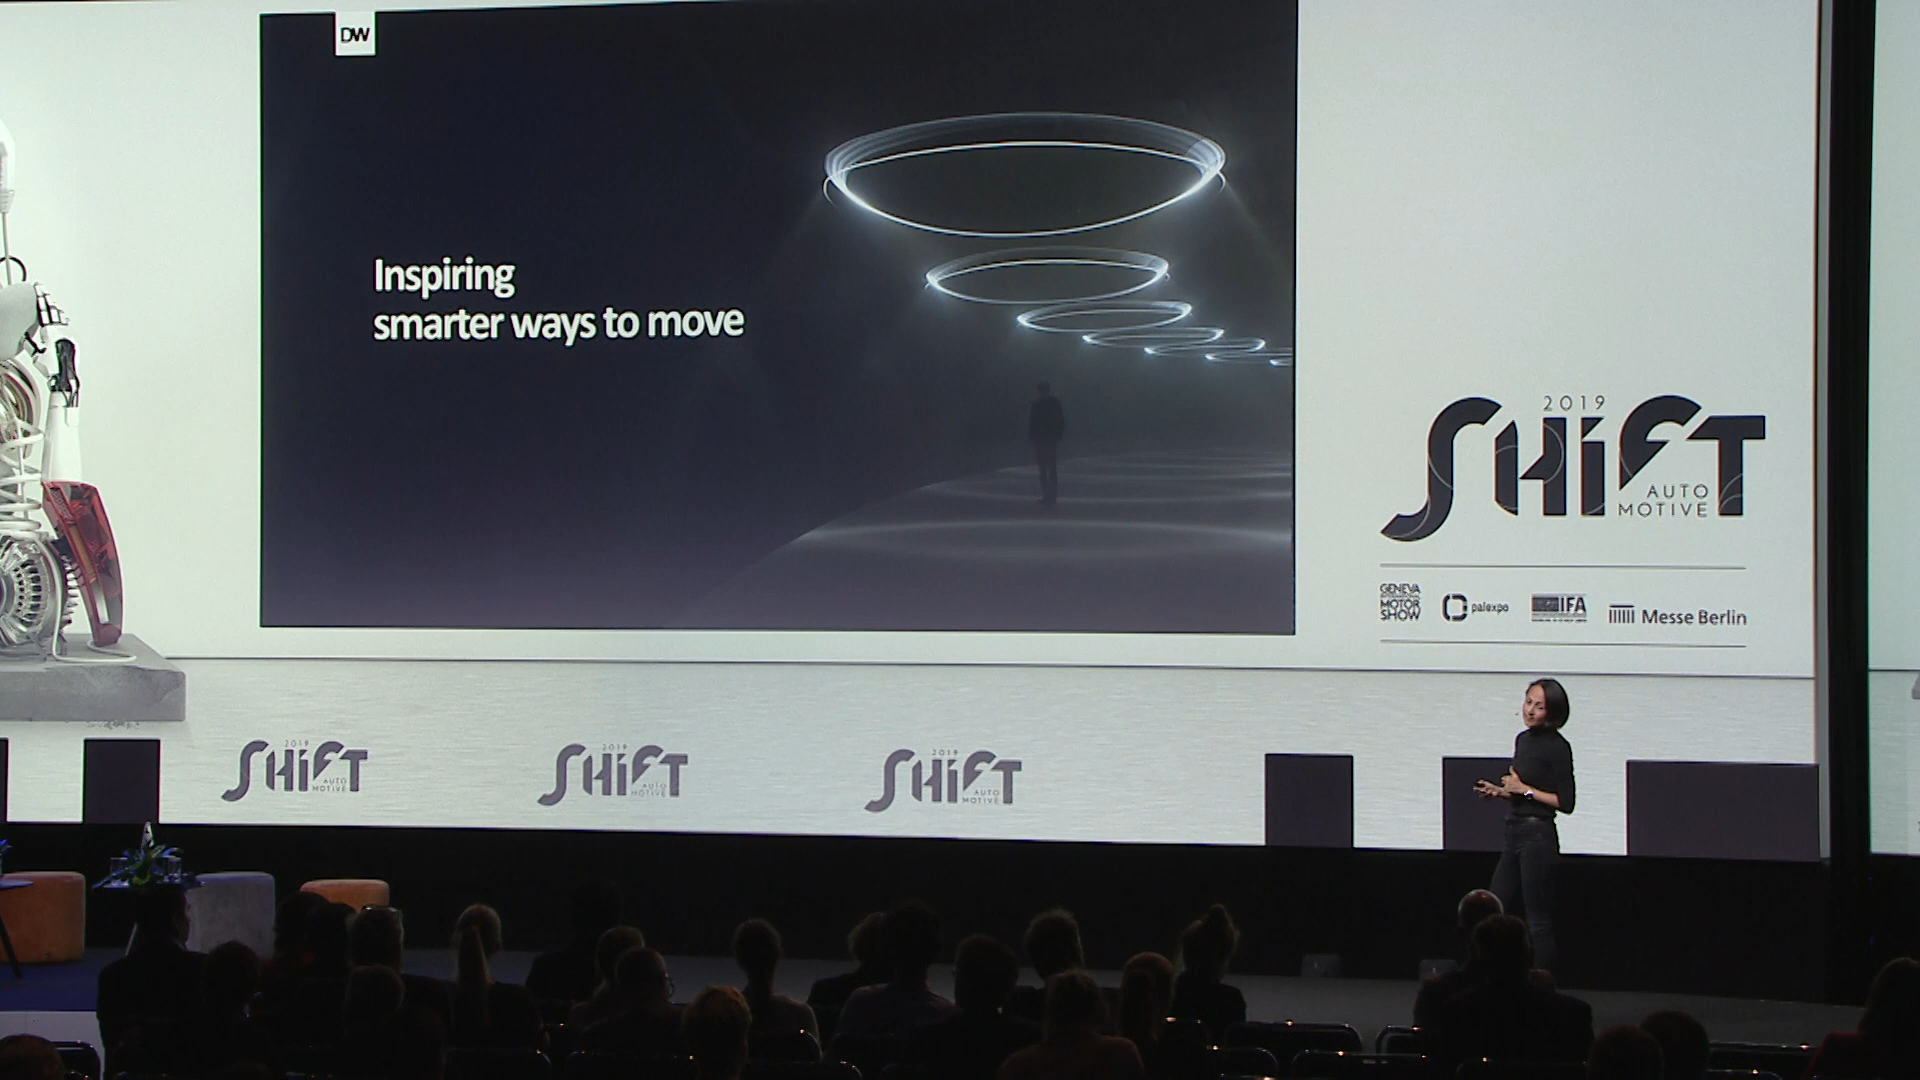 DW
Inspiring
smarter ways to move
2019
SHiFT
AUTO
MOTIVE
GENEVA
INTERNATIONAL
MOTOR
SHOW
palexpo
IFA
Messe Berlin
2019
SHiFT
AUTO
MOTIVE
2019
SHiFT
AUTO
MOTIVE
2019
SHiFT
AUTO
MOTIVE